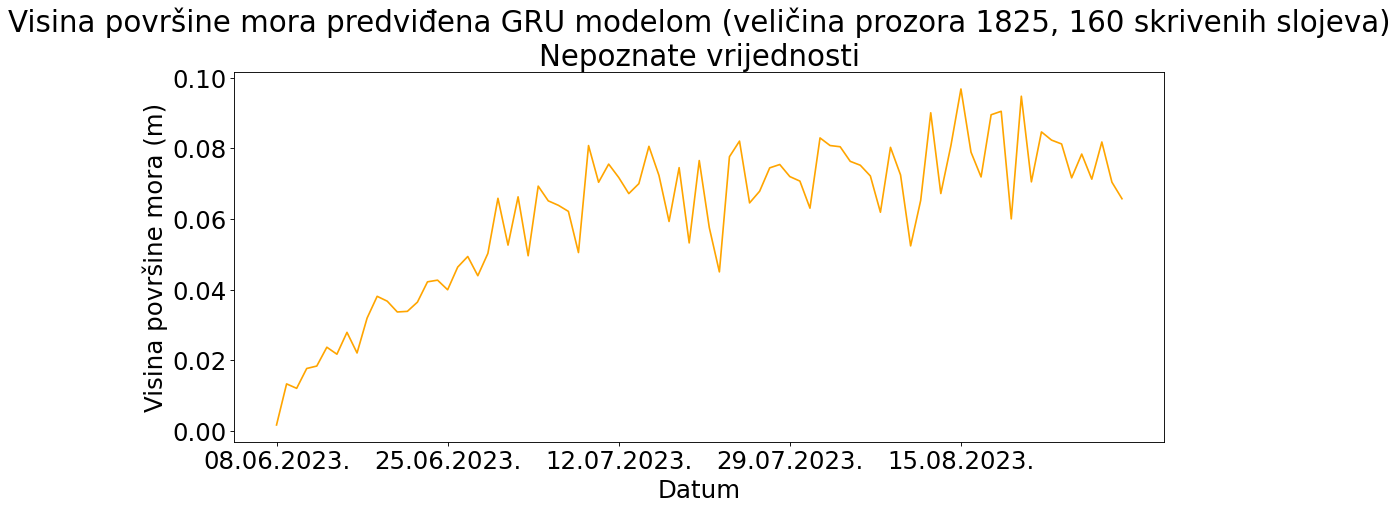 Visina površine mora predviđena GRU modelom (veličina prozora 1825, 160 skrivenih slojeva)
Nepoznate vrijednosti
Visina površine mora (m)
0.10
0.08
0.06
0.04
0.02
0.00
08.06.2023. 25.06.2023. 12.07.2023. 29.07.2023. 15.08.2023.
Datum